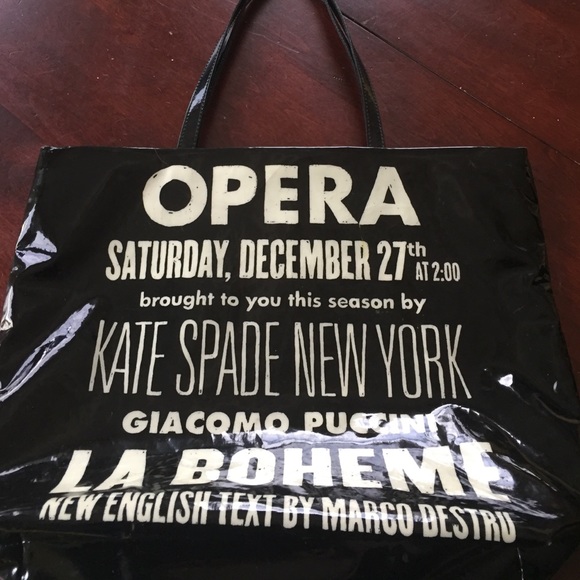 OPERA
SATURDAY, DECEMBER 27th AT 2:00
brought to you this season by
KATE SPADE NEW YORK
GIACOMO PUCCINI
LA BOHEME
NEW ENGLISH TEXT BY MARCO DESTRU